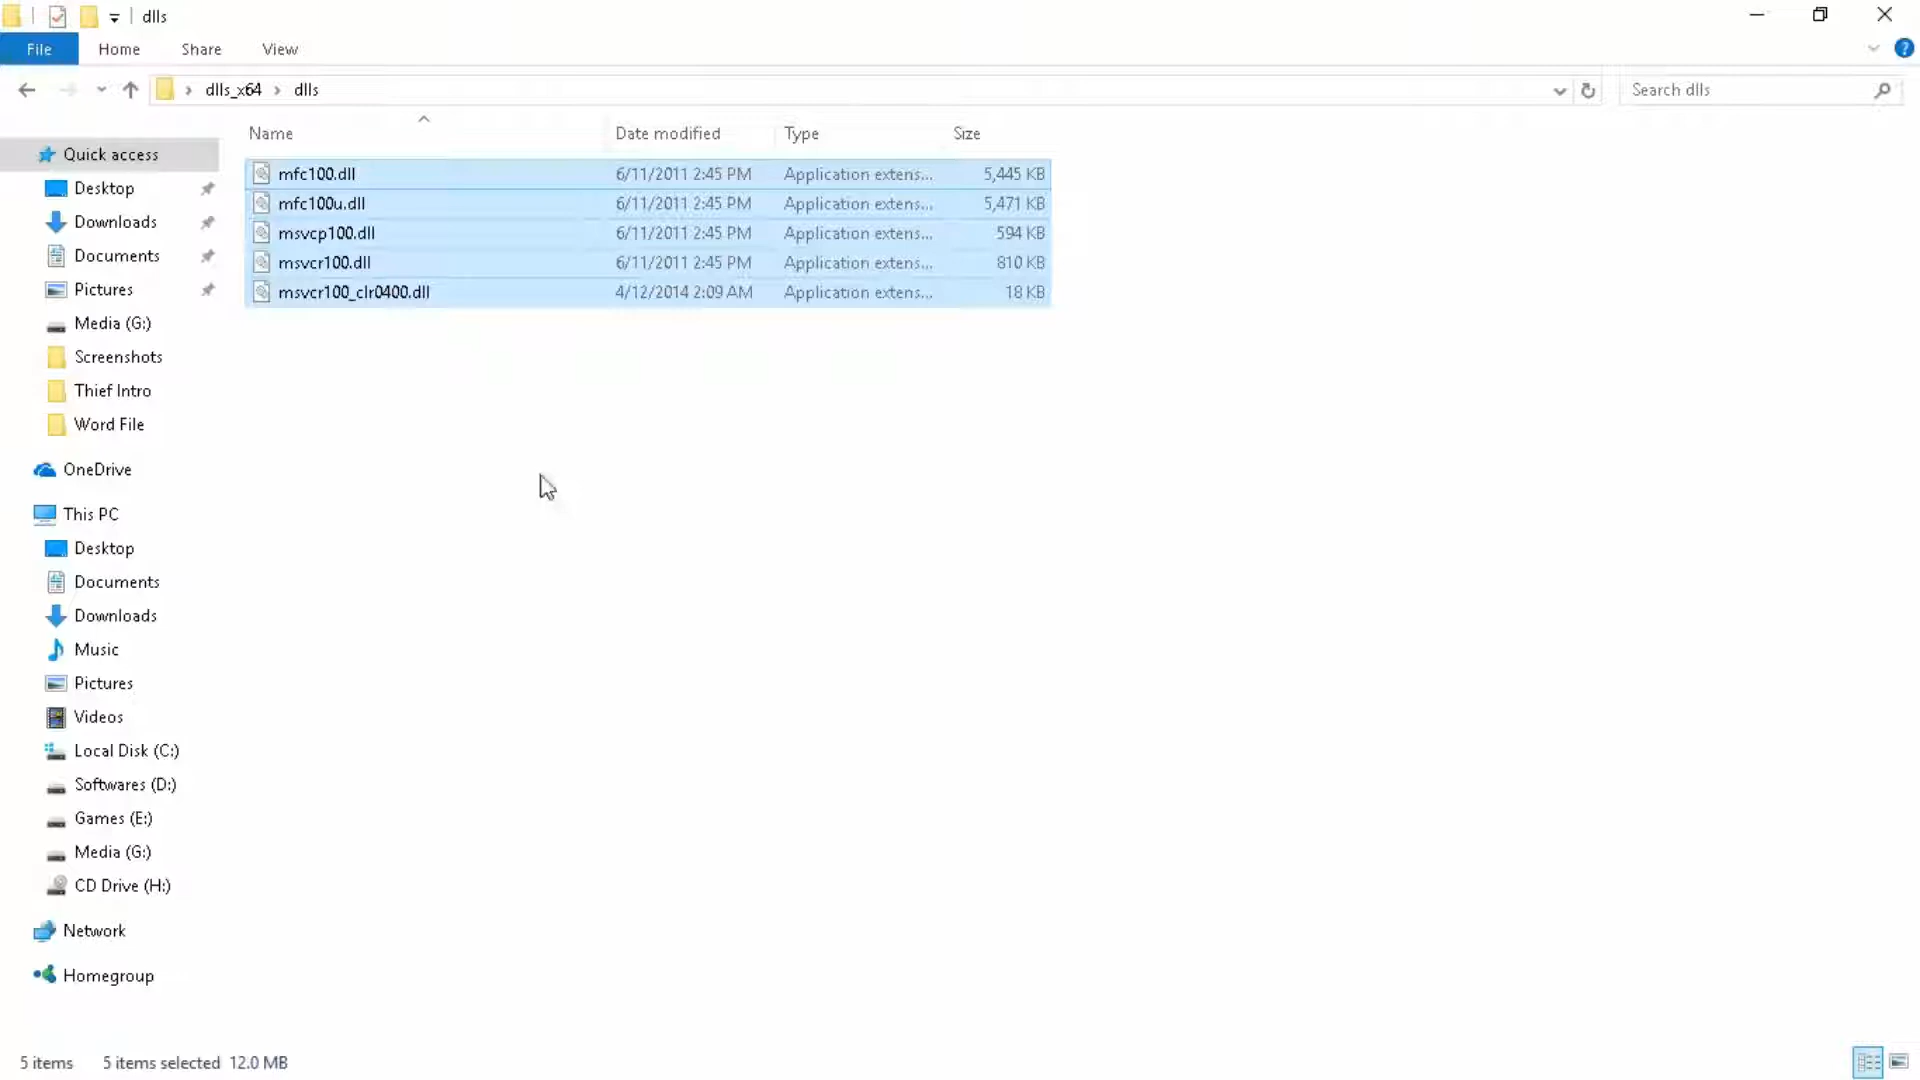 dlls
File Home Share View
dlls_x64 dlls Search dlls
Name Date modified Type Size
Quick access
Desktop
Downloads
Documents
Pictures
Media (G:)
Screenshots
Thief Intro
Word File
OneDrive
This PC
Desktop
Documents
Downloads
Music
Pictures
Videos
Local Disk (C:)
Softwares (D:)
Games (E:)
Media (G:)
CD Drive (H:)
Network
Homegroup
mfc100.dll 6/11/2011 2:45 PM Application extens... 5,445 KB
mfc100u.dll 6/11/2011 2:45 PM Application extens... 5,471 KB
msvcp100.dll 6/11/2011 2:45 PM Application extens... 594 KB
msvcr100.dll 6/11/2011 2:45 PM Application extens... 810 KB
msvcr100_clr0400.dll 4/12/2014 2:09 AM Application extens... 18 KB
5 items 5 items selected 12.0 MB